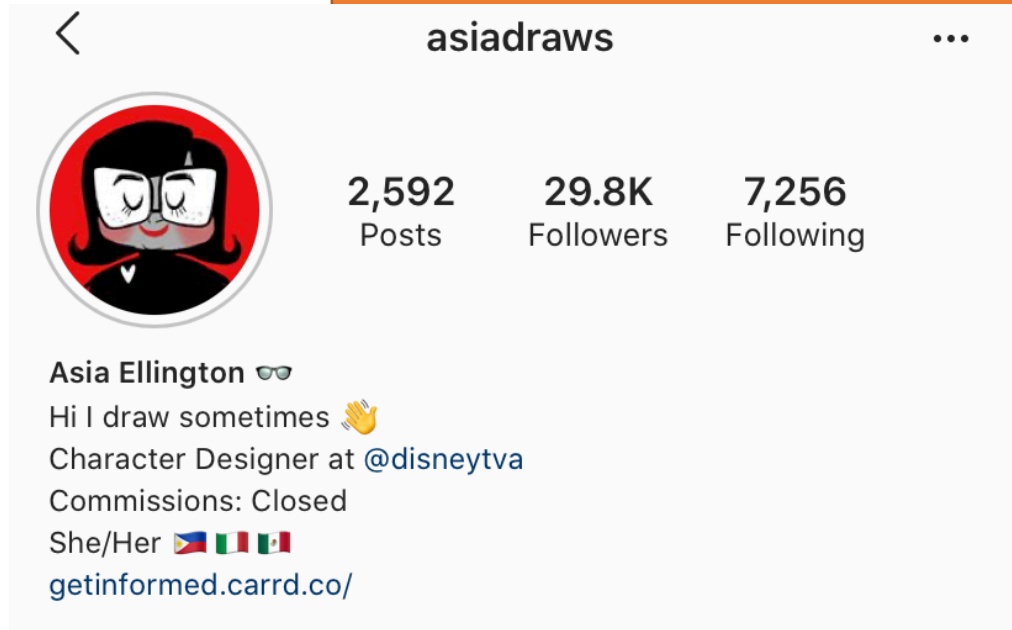 asiadraws
2,592 29.8K 7,256
Posts Followers Following
Asia Ellington 👓
Hi I draw sometimes 👋
Character Designer at @disneytva
Commissions: Closed
She/Her 🇵🇭 🇮🇹 🇲🇽
getinformed.carrd.co/